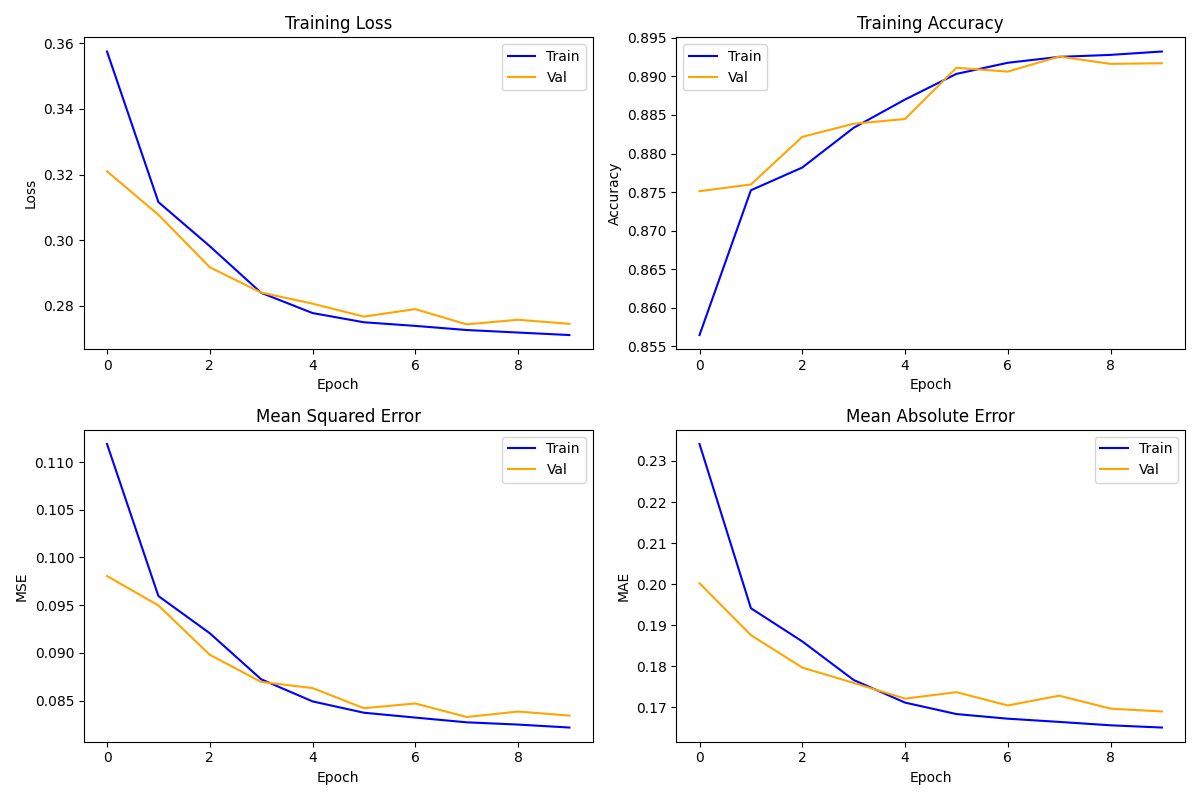 Training Loss
Loss
0.36
0.34
0.32
0.30
0.28
Train
Val
0 2 4 6 8
Epoch
Training Accuracy
Accuracy
0.895
0.890
0.885
0.880
0.875
0.870
0.865
0.860
0.855
Train
Val
0 2 4 6 8
Epoch
Mean Squared Error
MSE
0.110
0.105
0.100
0.095
0.090
0.085
Train
Val
0 2 4 6 8
Epoch
Mean Absolute Error
MAE
0.23
0.22
0.21
0.20
0.19
0.18
0.17
Train
Val
0 2 4 6 8
Epoch